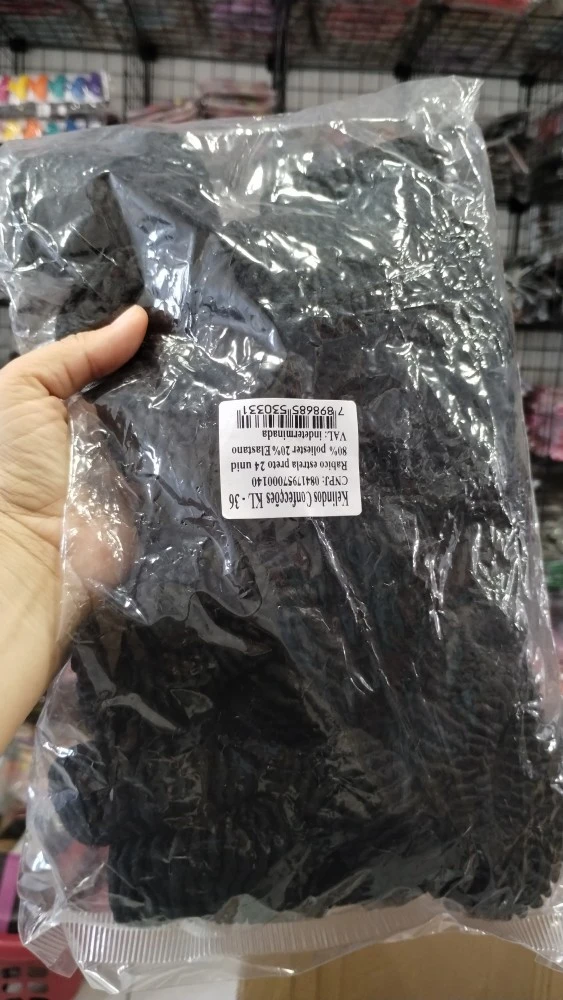 Kelindos Confecções KL - 36
CNPJ: 08417957000140
Rabico estrela preto 24 unid
80% poliester 20% Elastano
VAL: indeterminada
7 898685 530331